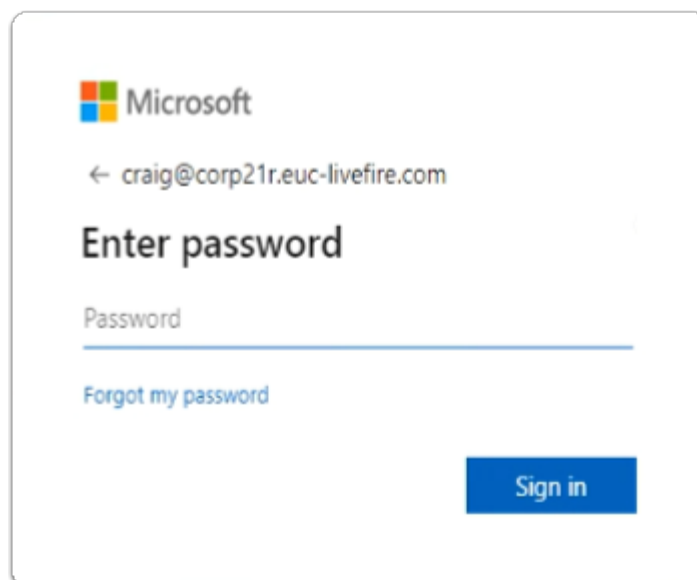 Microsoft
← craig@corp21r.euc-livefire.com
Enter password
Password
Forgot my password
Sign in